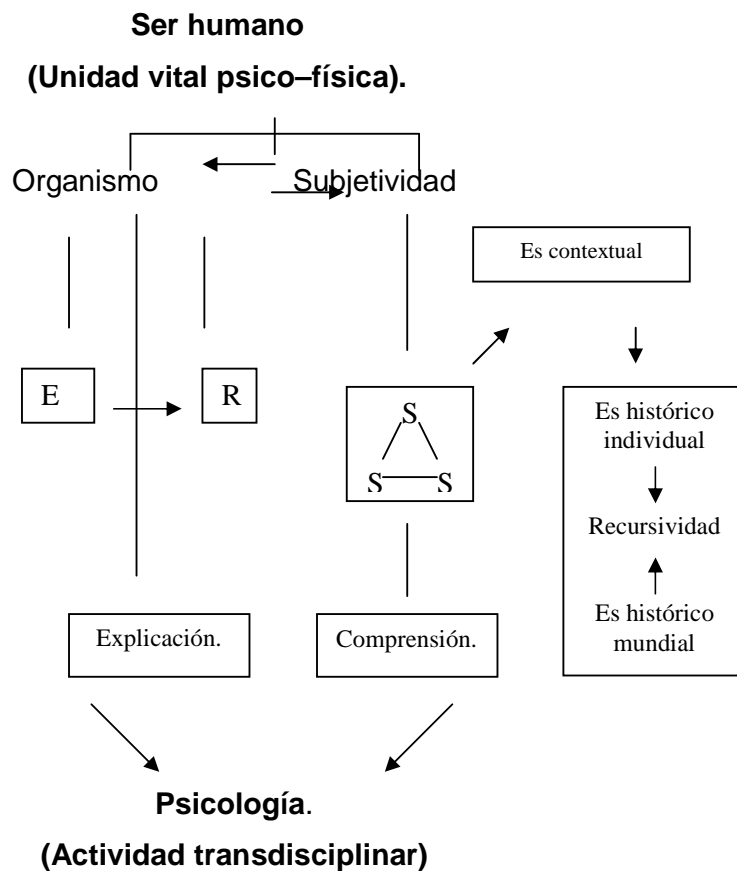 Ser humano
(Unidad vital psico–física).
Organismo
Subjetividad
Es contextual
E
R
S
S S
Es histórico
individual
Recursividad
Es histórico
mundial
Explicación.
Comprensión.
Psicología.
(Actividad transdisciplinar)